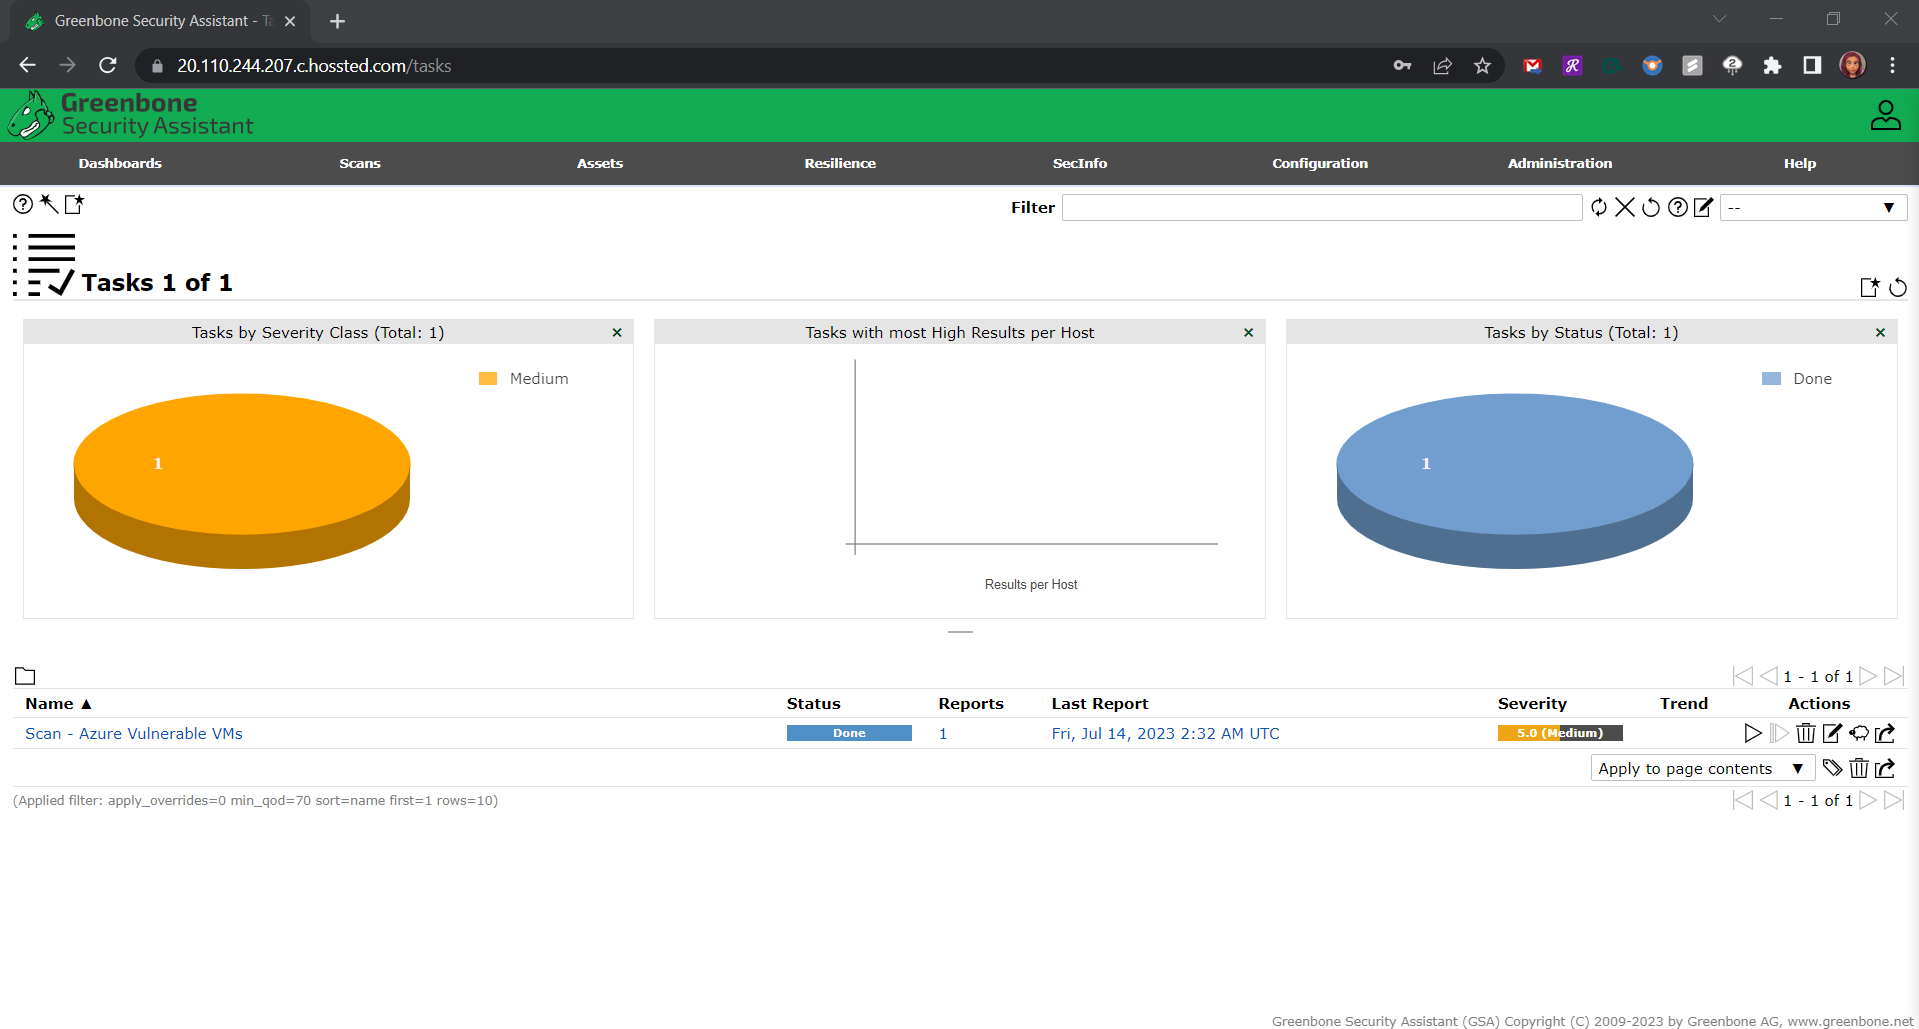 Greenbone Security Assistant - Ta
20.110.244.207.c.hossted.com/tasks
Greenbone
Security Assistant
Dashboards Scans Assets Resilience SecInfo Configuration Administration Help
Filter --
Tasks 1 of 1
Tasks by Severity Class (Total: 1)
Medium
1
Tasks with most High Results per Host
Results per Host
Tasks by Status (Total: 1)
Done
1
1 - 1 of 1
Name ▲ Status Reports Last Report Severity Trend Actions
Scan - Azure Vulnerable VMs Done 1 Fri, Jul 14, 2023 2:32 AM UTC 5.0 (Medium)
Apply to page contents ▼
(Applied filter: apply_overrides=0 min_qod=70 sort=name first=1 rows=10) 1 - 1 of 1
Greenbone Security Assistant (GSA) Copyright (C) 2009-2023 by Greenbone AG, www.greenbone.net